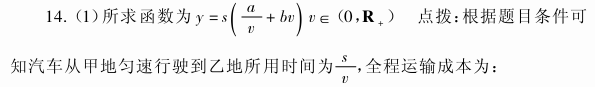 14. (1)所求函数为 y=s(a/v+bv) v∈(0,R₊) 点拨:根据题目条件可
知汽车从甲地匀速行驶到乙地所用时间为s/v,全程运输成本为: